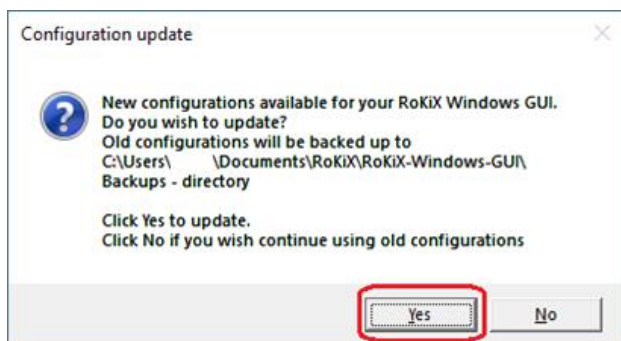 Configuration update
New configurations available for your RoKiX Windows GUI.
Do you wish to update?
Old configurations will be backed up to
C:\Users\ \Documents\RoKiX\RoKiX-Windows-GUI\
Backups - directory
Click Yes to update.
Click No if you wish continue using old configurations
Yes
No